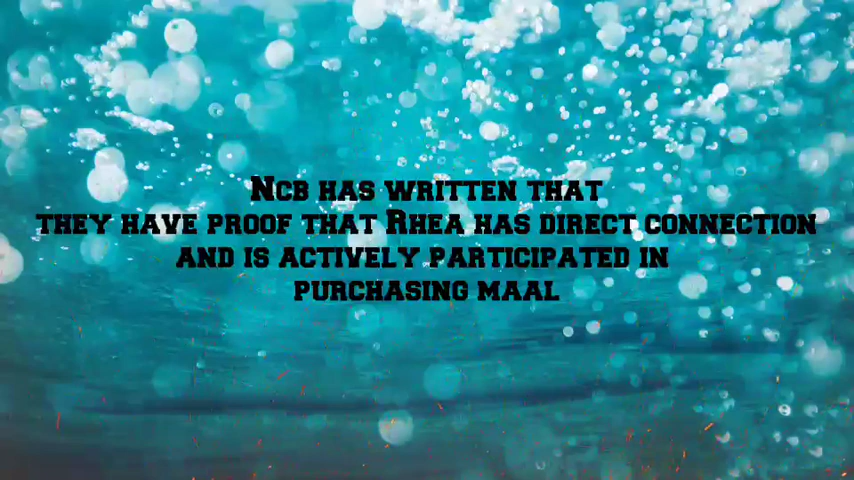 Ncb has written that
they have proof that Rhea has direct connection
and is actively participated in
purchasing maal